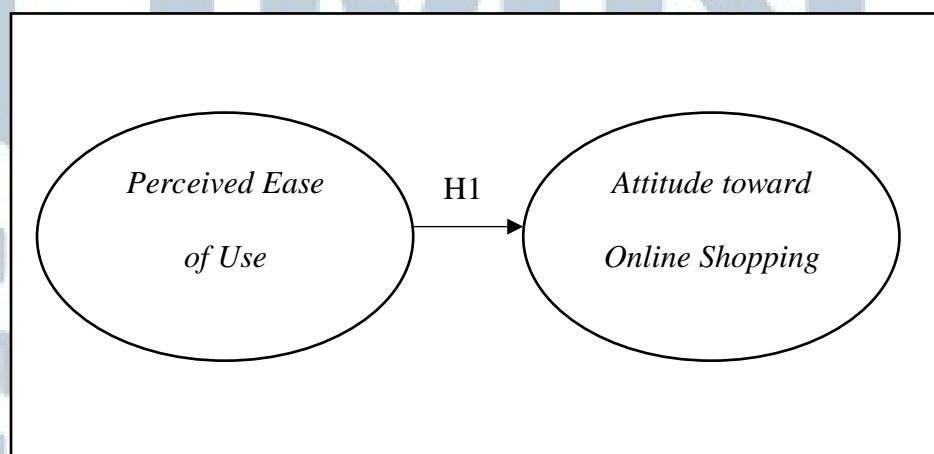 Perceived Ease
of Use
H1
Attitude toward
Online Shopping